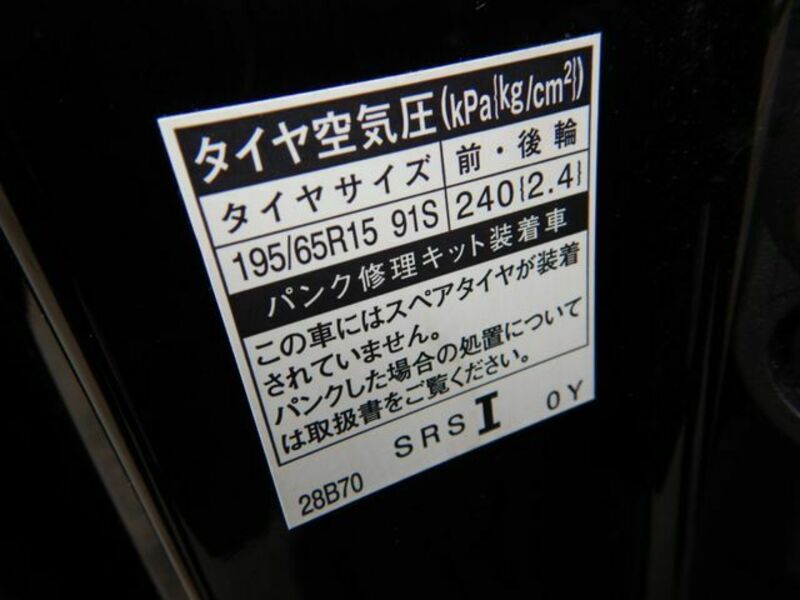 タイヤ空気圧(kPa{kg/cm²})
タイヤサイズ 前・後輪
195/65R15 91S 240{2.4}
パンク修理キット装着車
この車にはスペアタイヤが装着
されていません。
パンクした場合の処置について
は取扱書をご覧ください。
SRS I 0Y
28B70